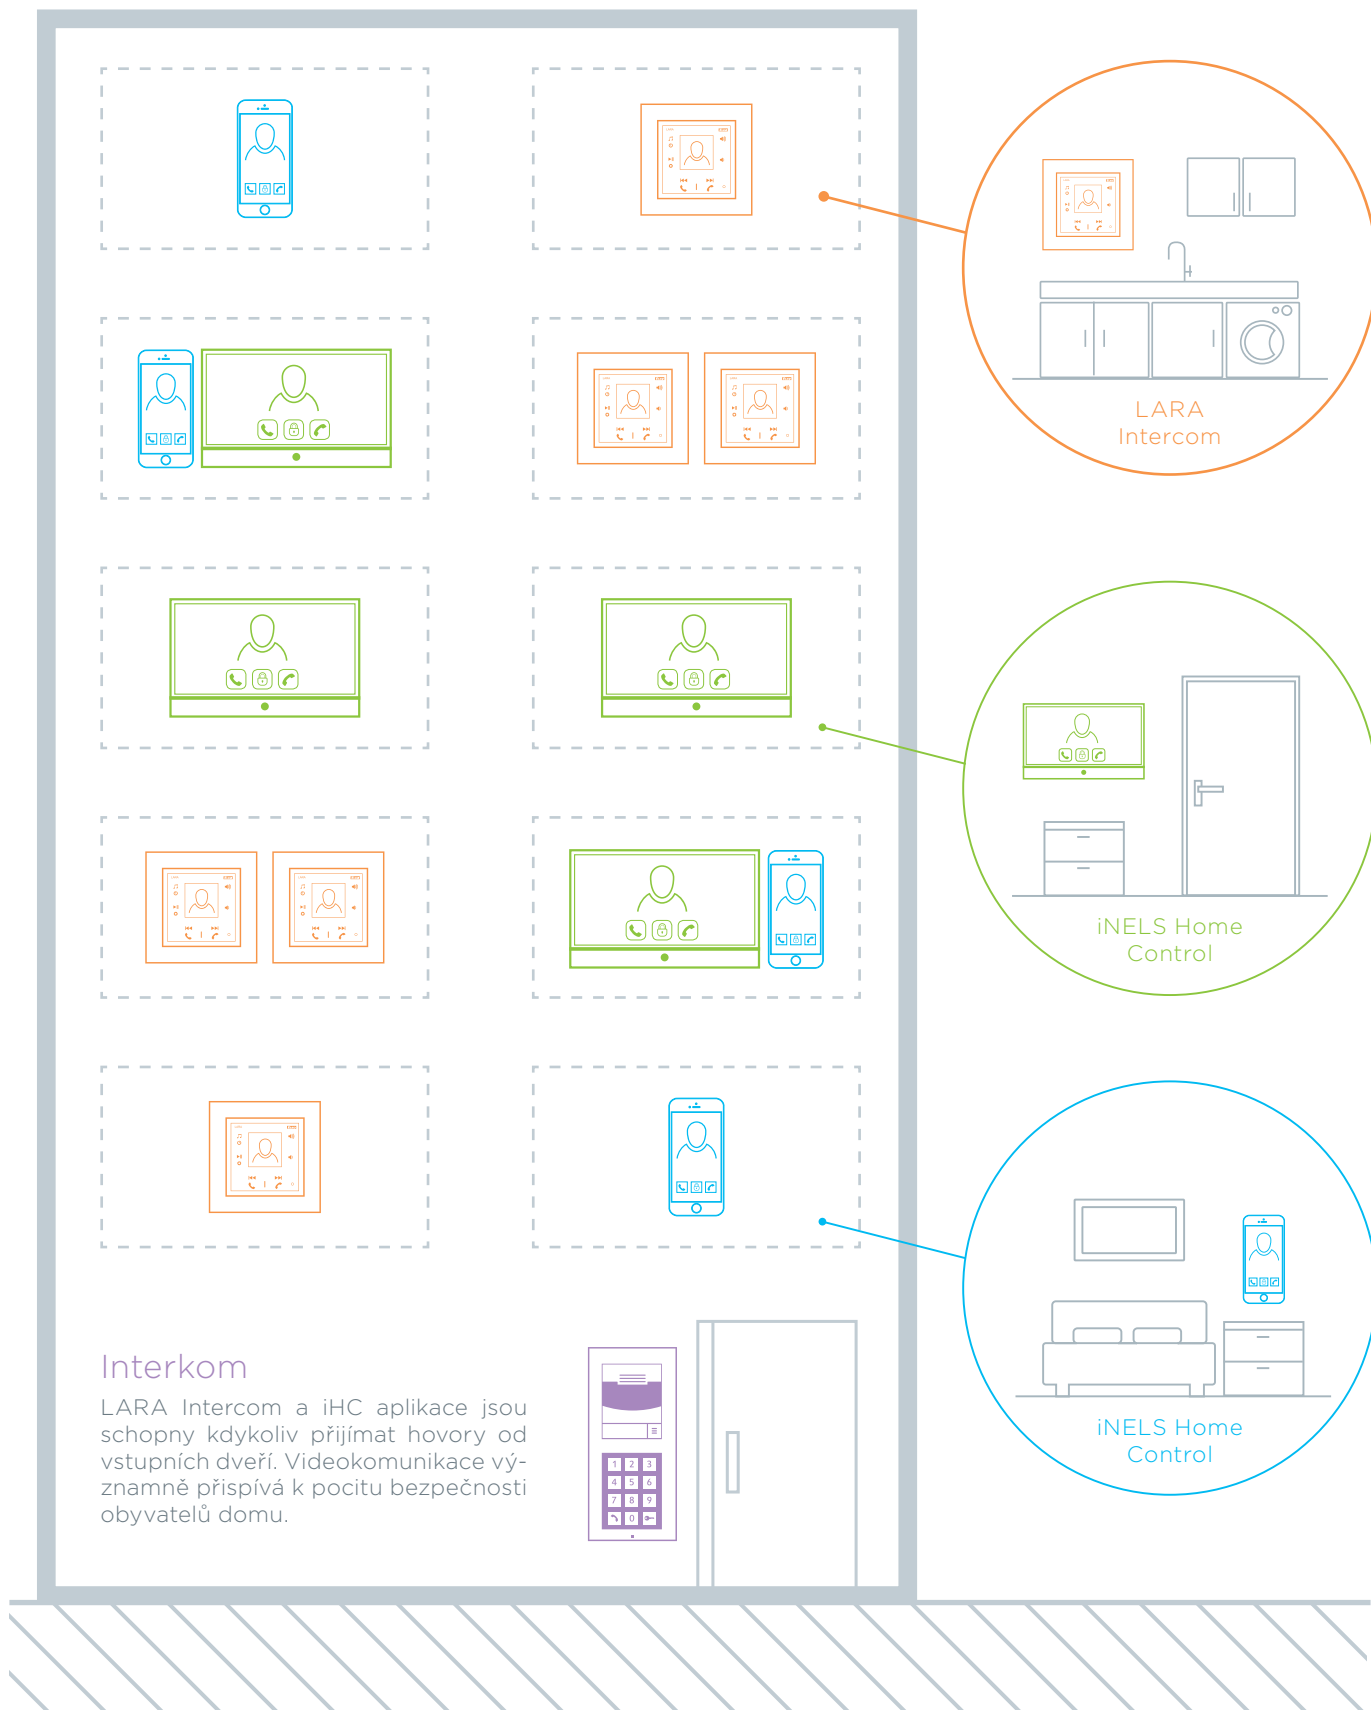 LARA
Intercom
iNELS Home
Control
iNELS Home
Control
Interkom
LARA Intercom a iHC aplikace jsou
schopny kdykoliv přijímat hovory od
vstupních dveří. Videokomunikace vý-
znamně přispívá k pocitu bezpečnosti
obyvatelů domu.
1 2 3
4 5 6
7 8 9
0